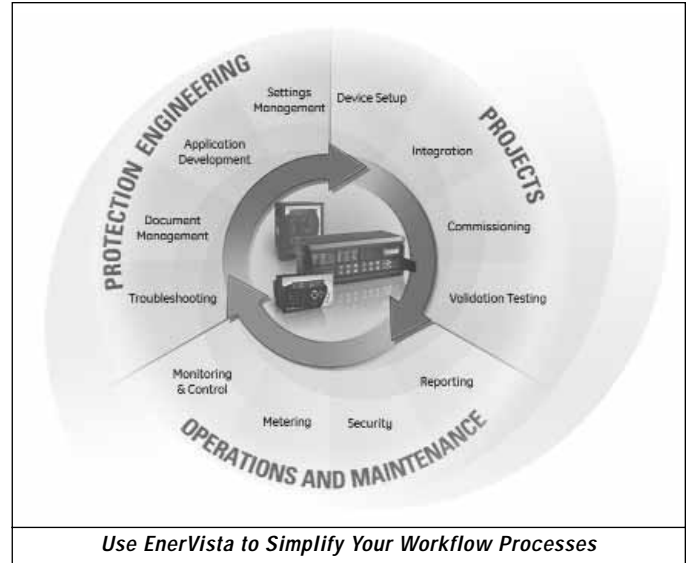 PROTECTION ENGINEERING
Settings
Management
Application
Development
Document
Management
Troubleshooting
PROJECTS
Device Setup
Integration
Commissioning
Validation Testing
OPERATIONS AND MAINTENANCE
Monitoring
& Control
Metering
Security
Reporting
Use EnerVista to Simplify Your Workflow Processes